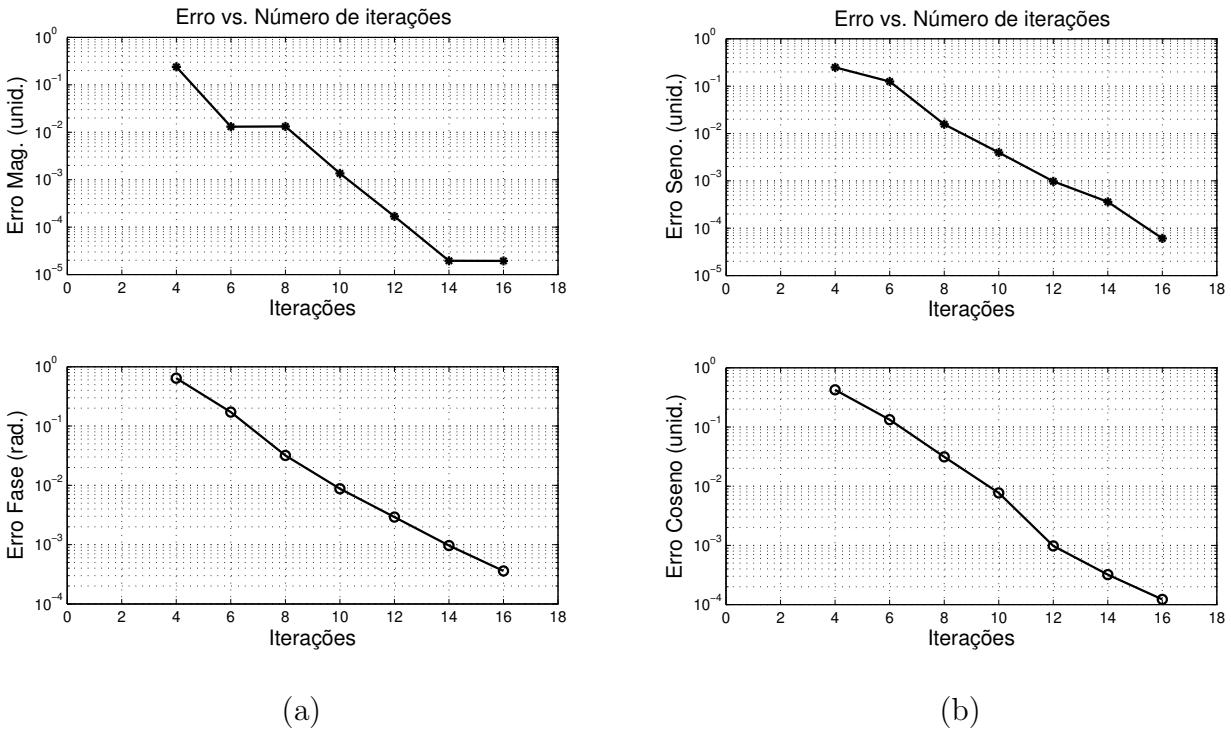 Erro vs. Número de iterações
Erro Mag. (unid.)
10^0
10^-1
10^-2
10^-3
10^-4
10^-5
0 2 4 6 8 10 12 14 16 18
Iterações
Erro Fase (rad.)
10^0
10^-1
10^-2
10^-3
10^-4
0 2 4 6 8 10 12 14 16 18
Iterações
(a)
Erro vs. Número de iterações
Erro Seno. (unid.)
10^0
10^-1
10^-2
10^-3
10^-4
10^-5
0 2 4 6 8 10 12 14 16 18
Iterações
Erro Coseno (unid.)
10^0
10^-1
10^-2
10^-3
10^-4
0 2 4 6 8 10 12 14 16 18
Iterações
(b)